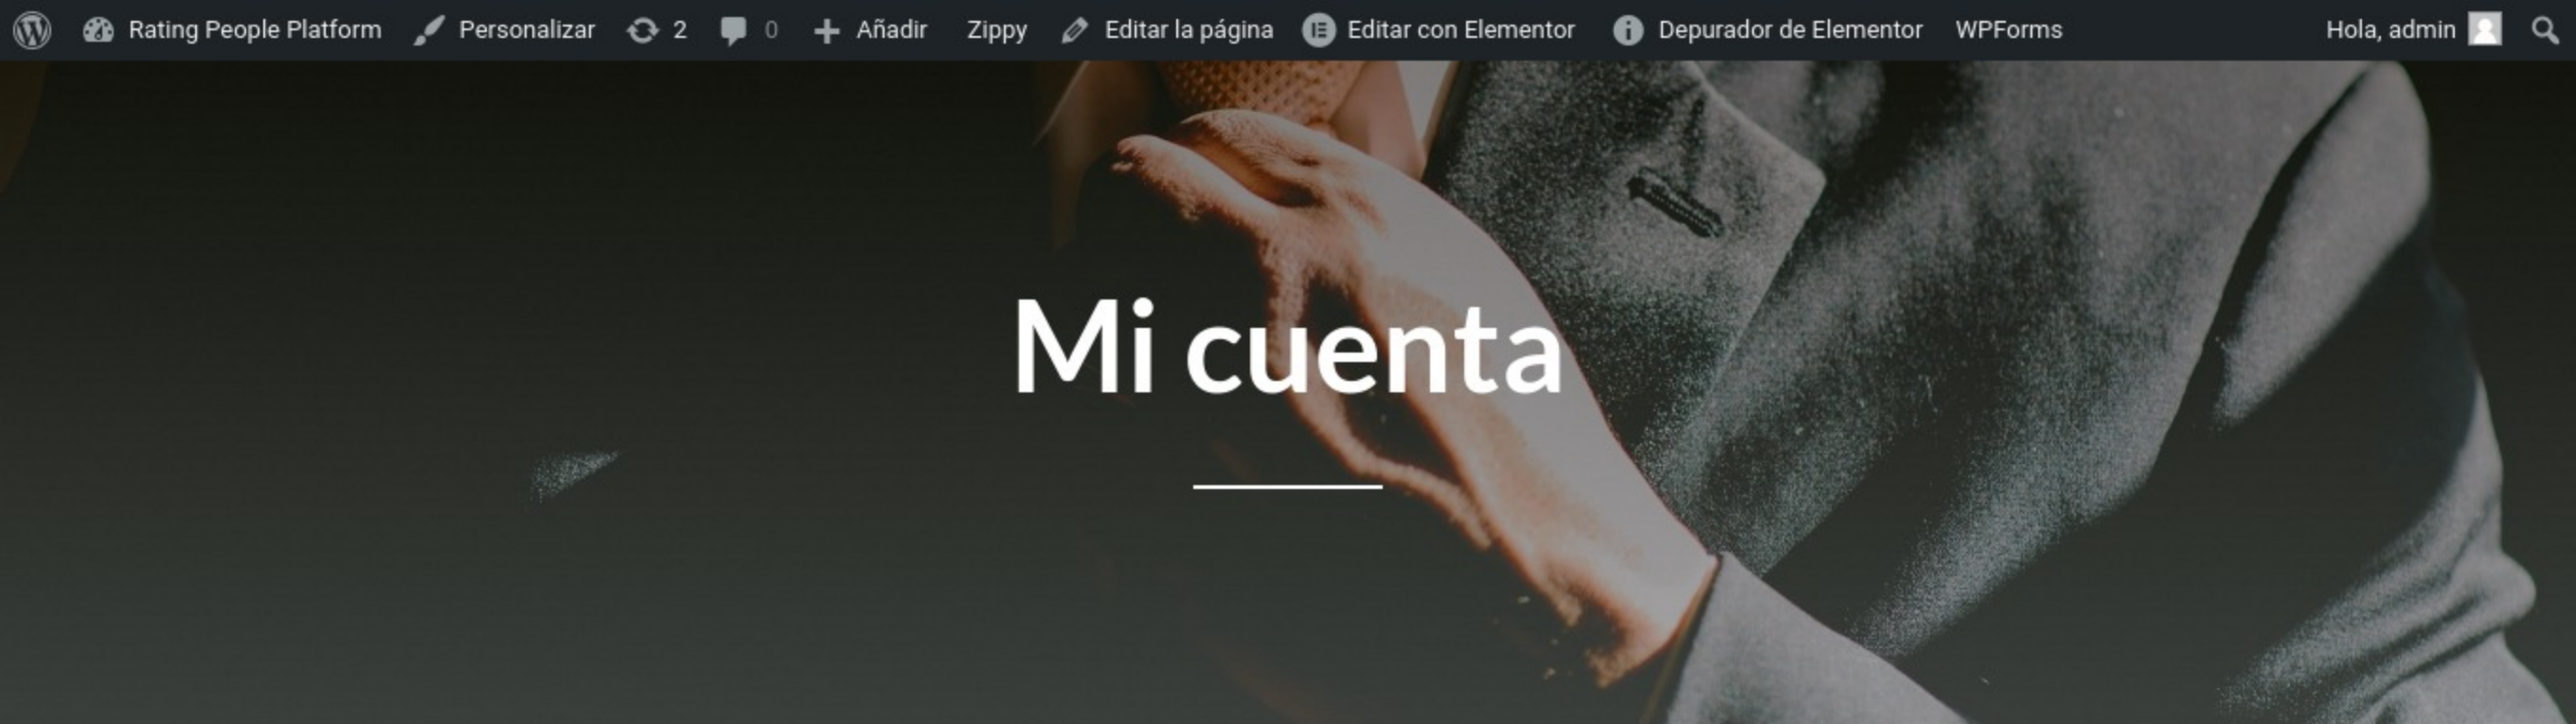 Rating People Platform Personalizar 2 0 Añadir Zippy Editar la página Editar con Elementor Depurador de Elementor WPForms Hola, admin
Mi cuenta